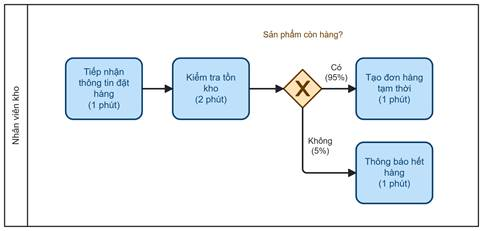 Nhân viên kho
Tiếp nhận
thông tin đặt
hàng
(1 phút)
Kiểm tra tồn
kho
(2 phút)
Sản phẩm còn hàng?
X
Có
(95%)
Tạo đơn hàng
tạm thời
(1 phút)
Không
(5%)
Thông báo hết
hàng
(1 phút)